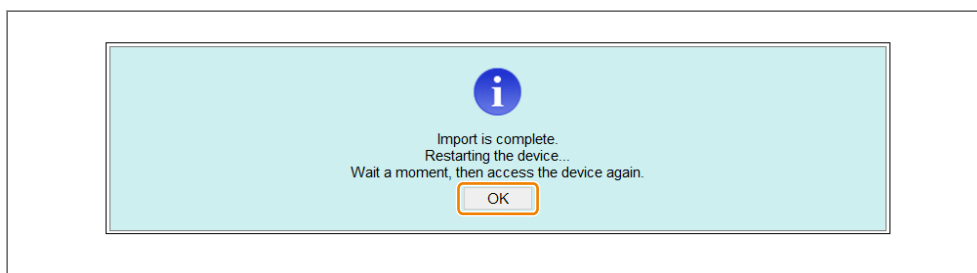 Import is complete.
Restarting the device...
Wait a moment, then access the device again.
OK